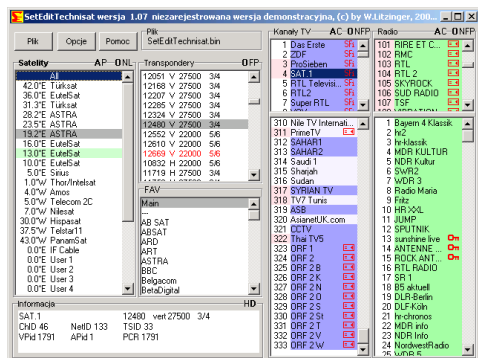 SetEditTechnisat wersja 1.07 niezarejestrowana wersja demonstracyjna, (c) by W.Litzinger, 200...
Plik
Opcje
Pomoc
Plik
SetEditTechnisat.bin
Satelity AP ONL
All
42.0°E Türksat
36.0°E EutelSat
31.3°E Türksat
28.2°E ASTRA
23.5°E ASTRA
19.2°E ASTRA
16.0°E EutelSat
13.0°E EutelSat
10.0°E EutelSat
5.0°E Sirius
1.0°W Thor/Intelsat
4.0°W Amos
5.0°W Telecom 2C
7.0°W Nilesat
30.0°W Hispasat
37.5°W Telstar11
43.0°W PanamSat
0.0°E IF Cable
0.0°E User 1
0.0°E User 2
0.0°E User 3
0.0°E User 4
Transpondery OFP
12051 V 27500 3/4
12168 V 27500 3/4
12207 V 27500 3/4
12285 V 27500 3/4
12324 V 27500 3/4
12480 V 27500 3/4
12552 V 22000 5/6
12610 V 22000 5/6
12669 V 22000 5/6
10832 H 22000 5/6
11719 H 27500 3/4
FAV
Main
...
AB SAT
ABSAT
ARD
ART
ASTRA
BBC
Belgacom
BetaDigital
Informacja HD
SAT.1 12480 vert 27500 3/4
ChID 46 NetID 133 TSID 33
VPid 1791 APid 1 PCR 1791
Kanały TV AC ONFP
1 Das Erste
2 ZDF
3 ProSieben
4 SAT.1
5 RTL Televisi...
6 RTL2
7 Super RTL
310 Nile TV Internati...
311 PrimeTV
312 SAHAR1
313 SAHAR2
314 Saudi 1
315 Sharjah
316 Sudan
317 SYRIAN TV
318 TV7 Tunis
319 ASB
320 AsianetUK.com
321 CCTV
322 Thai TV5
323 ORF 1
324 ORF 2
325 ORF 2 B
326 ORF 2 K
327 ORF 2 N
328 ORF 2 O
329 ORF 2 S
330 ORF 2 St
331 ORF 2 T
332 ORF 2 V
333 ORF 2 W
Radio AC ONFP
101 RIRE ET C...
102 RMC
103 RTL
104 RTL 2
105 SKYROCK
106 SUD RADIO
107 TSF
1 Bayern 4 Klassik
2 hr2
3 hr-klassik
4 MDR KULTUR
5 NDR Kultur
6 SWR2
7 WDR 3
8 Radio Maria
9 Fritz
10 HR XXL
11 JUMP
12 SPUTNIK
13 sunshine live
14 ANTENNE ...
15 ROCK ANT...
16 RTL RADIO
17 SR 1
18 B5 aktuell
19 DLR-Berlin
20 DLF-Köln
21 hr-chronos
22 MDR info
23 NDR Info
24 NordwestRadio
25 WDR 5